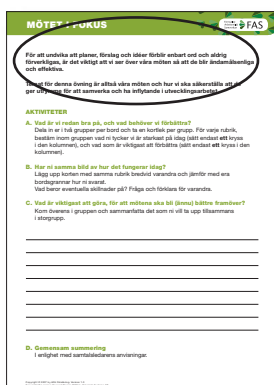 MÖTET I FOKUS
FAS
För att undvika att planer, förslag och idéer förblir enbart ord och aldrig
förverkligas, är det viktigt att vi ser över våra möten så att de blir ändamålsenliga
och effektiva.
Temat för denna övning är alltså våra möten och hur vi ska säkerställa att de
ger utrymme för att samverka och ha inflytande i utvecklingsarbetet.
AKTIVITETER
A. Vad är vi redan bra på, och vad behöver vi förbättra?
Dela in er i två grupper per bord och ta en kortlek per grupp. För varje rubrik,
bestäm inom gruppen vad ni tycker vi är starkast på idag (sätt endast ett kryss
i den kolumnen), och vad som är viktigast att förbättra (sätt endast ett kryss i den
kolumnen).
B. Har ni samma bild av hur det fungerar idag?
Lägg upp korten med samma rubrik bredvid varandra och jämför med era
bordsgrannar hur ni svarat.
Vad beror eventuella skillnader på? Fråga och förklara för varandra.
C. Vad är viktigast att göra, för att mötena ska bli (ännu) bättre framöver?
Kom överens i gruppen och sammanfatta det som ni vill ta upp tillsammans
i storgrupp.
D. Gemensam summering
I enlighet med samtalsledarens anvisningar.